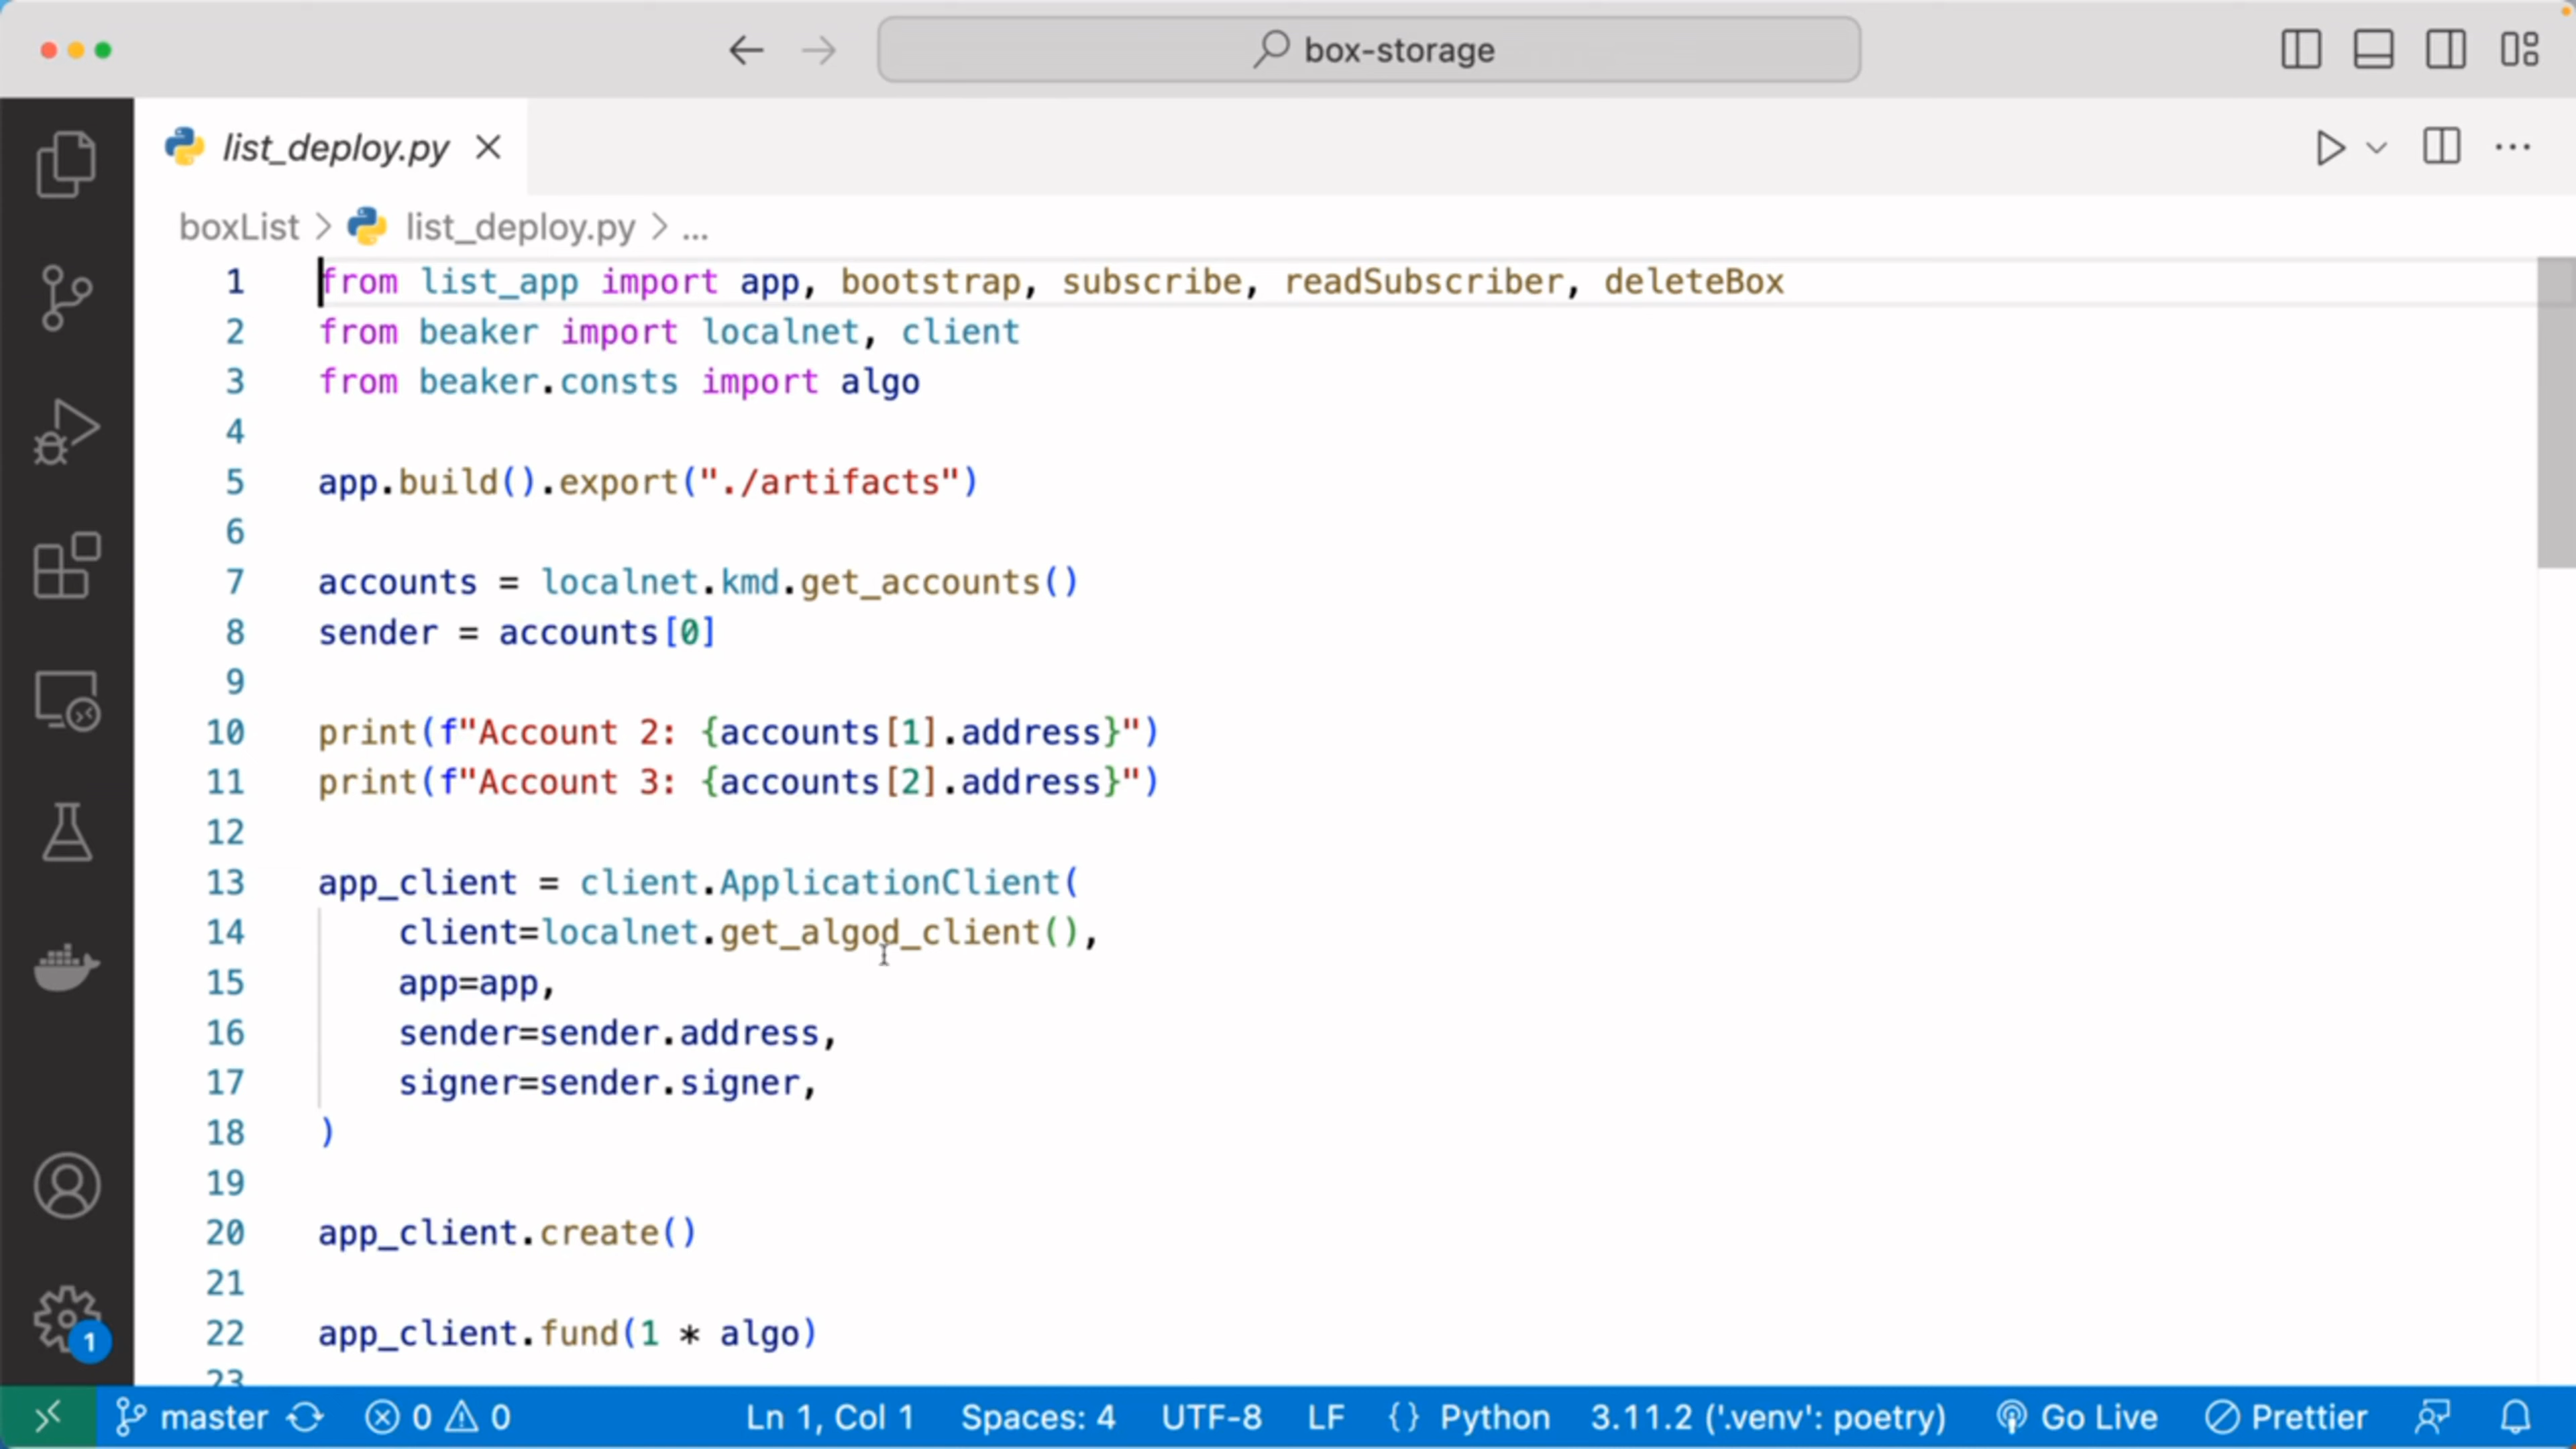 box-storage
list_deploy.py
boxList > list_deploy.py > ...
1 from list_app import app, bootstrap, subscribe, readSubscriber, deleteBox
2 from beaker import localnet, client
3 from beaker.consts import algo
4
5 app.build().export("./artifacts")
6
7 accounts = localnet.kmd.get_accounts()
8 sender = accounts[0]
9
10 print(f"Account 2: {accounts[1].address}")
11 print(f"Account 3: {accounts[2].address}")
12
13 app_client = client.ApplicationClient(
14     client=localnet.get_algod_client(),
15     app=app,
16     sender=sender.address,
17     signer=sender.signer,
18 )
19
20 app_client.create()
21
22 app_client.fund(1 * algo)
23
1
master 0 0 Ln 1, Col 1 Spaces: 4 UTF-8 LF {} Python 3.11.2 ('.venv': poetry) Go Live Prettier